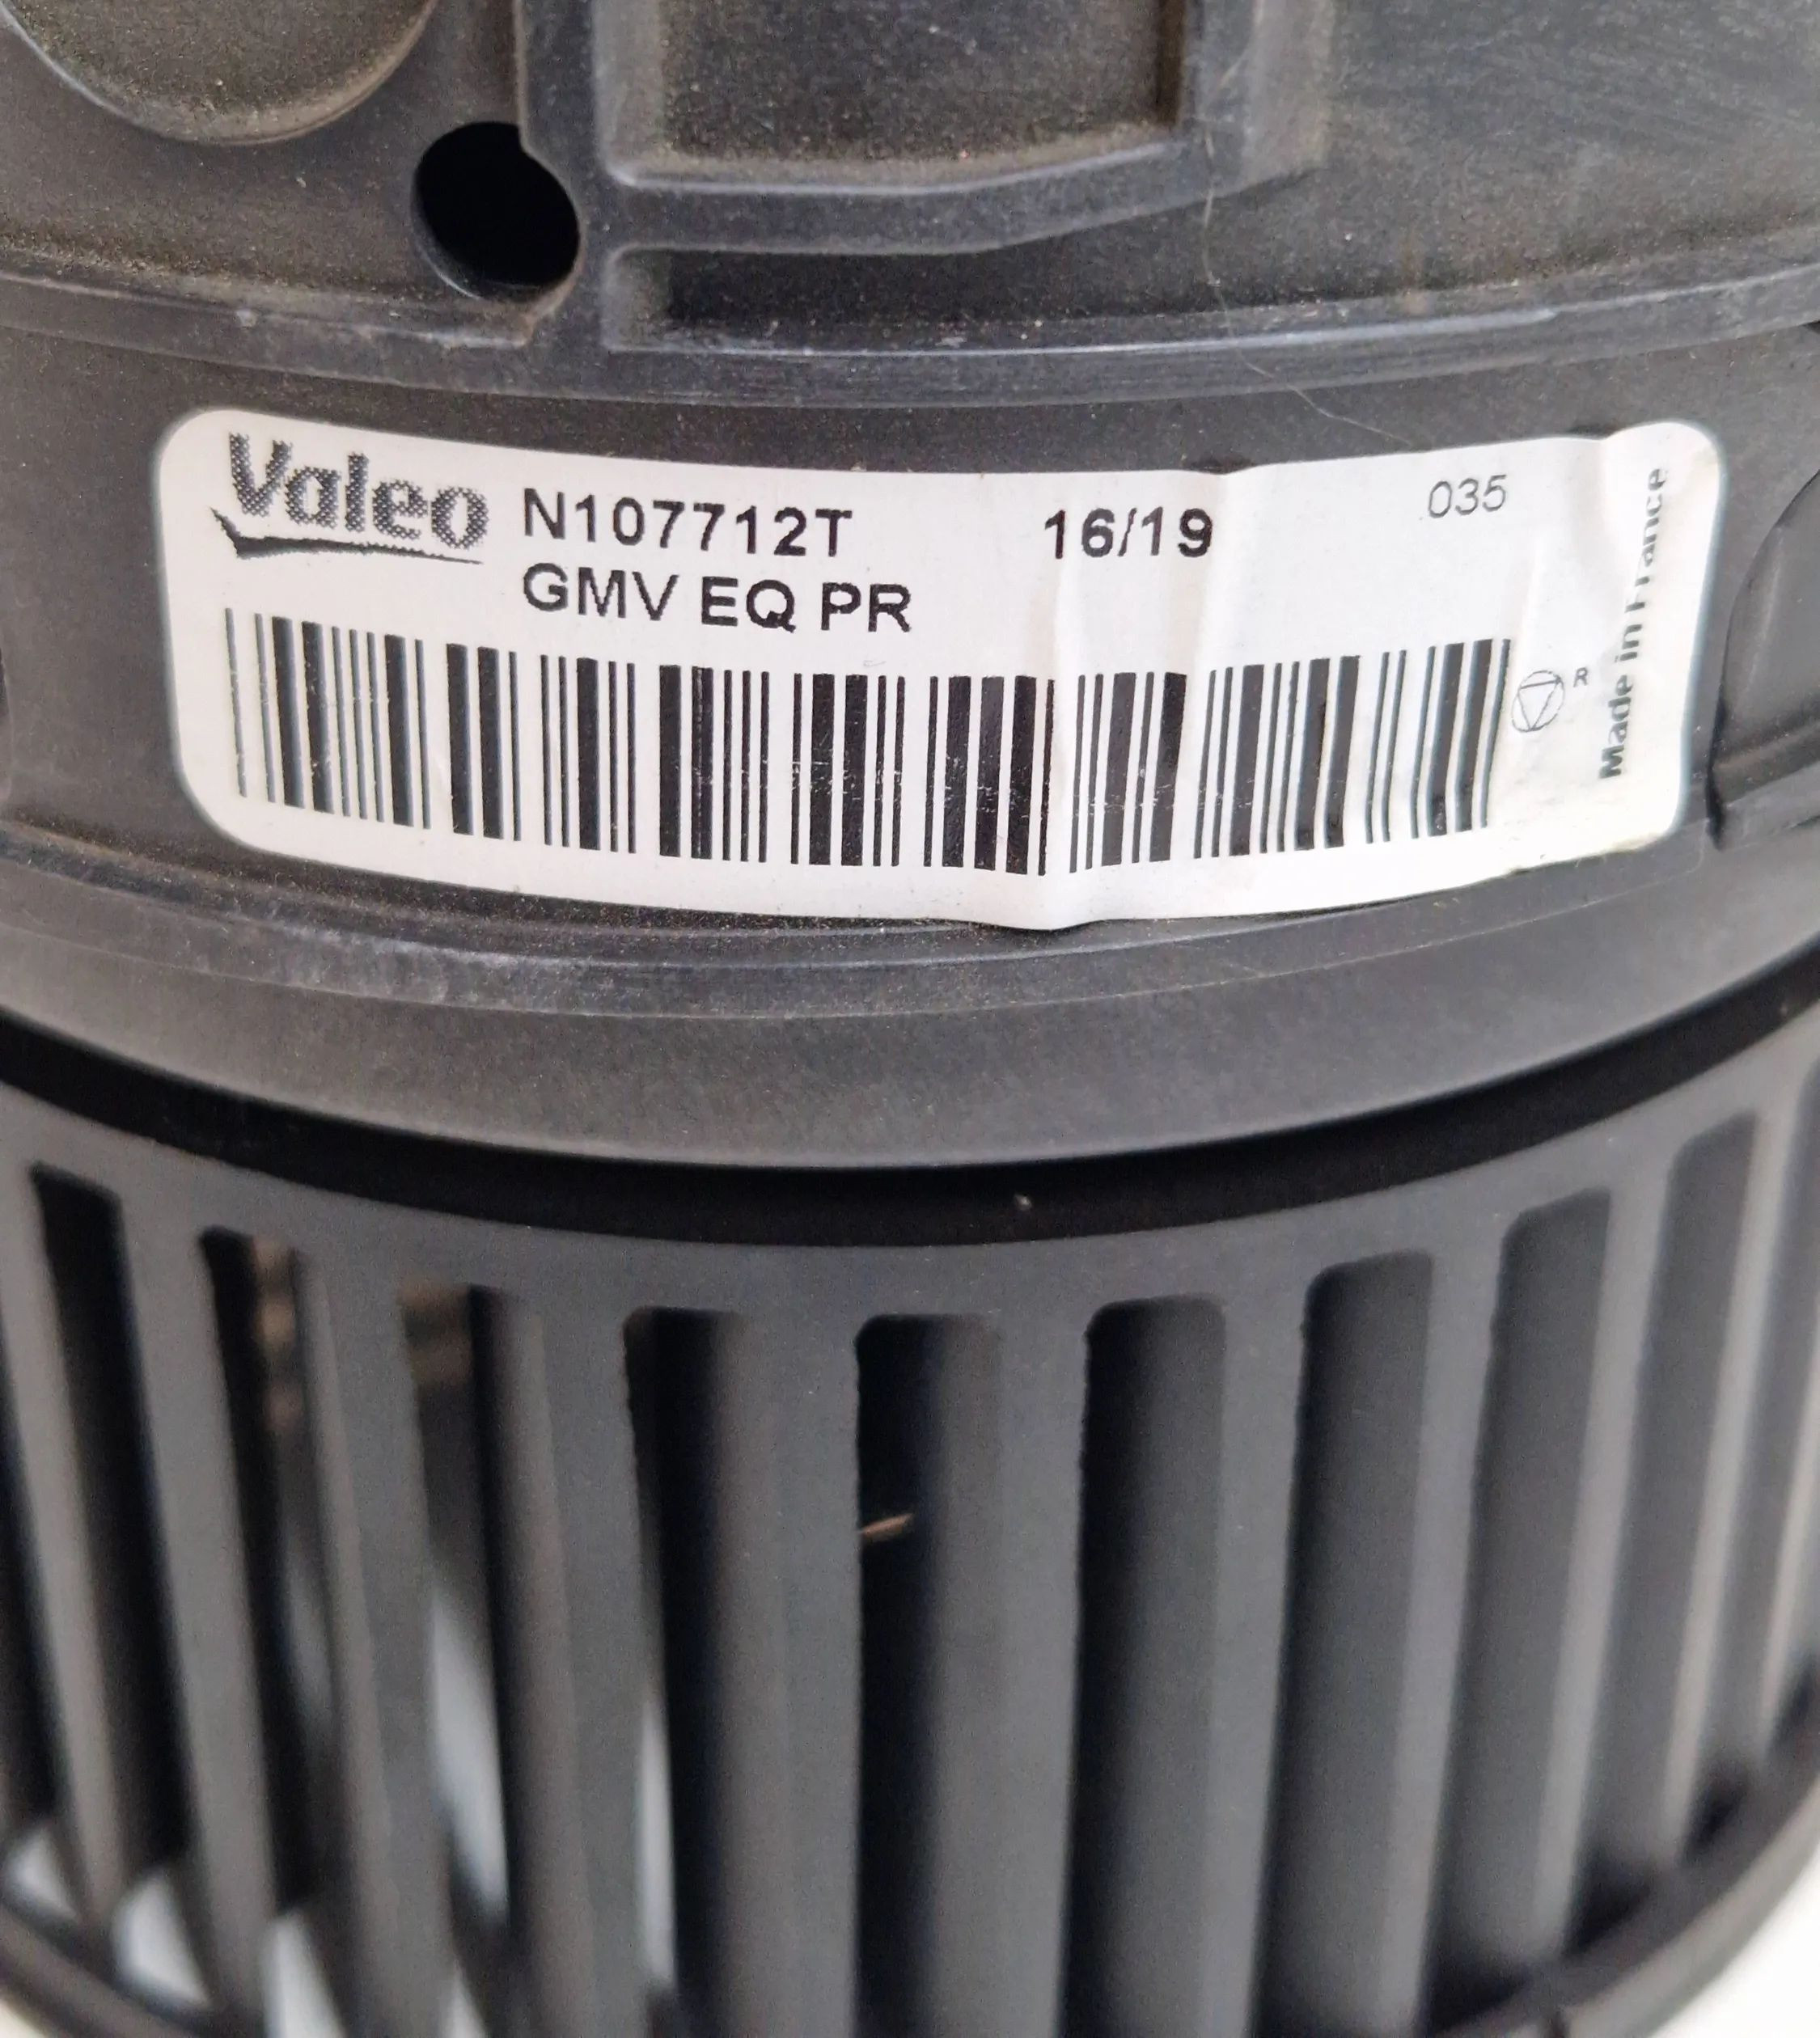 Valeo N107712T 16/19 035
GMV EQ PR
R
Made in France